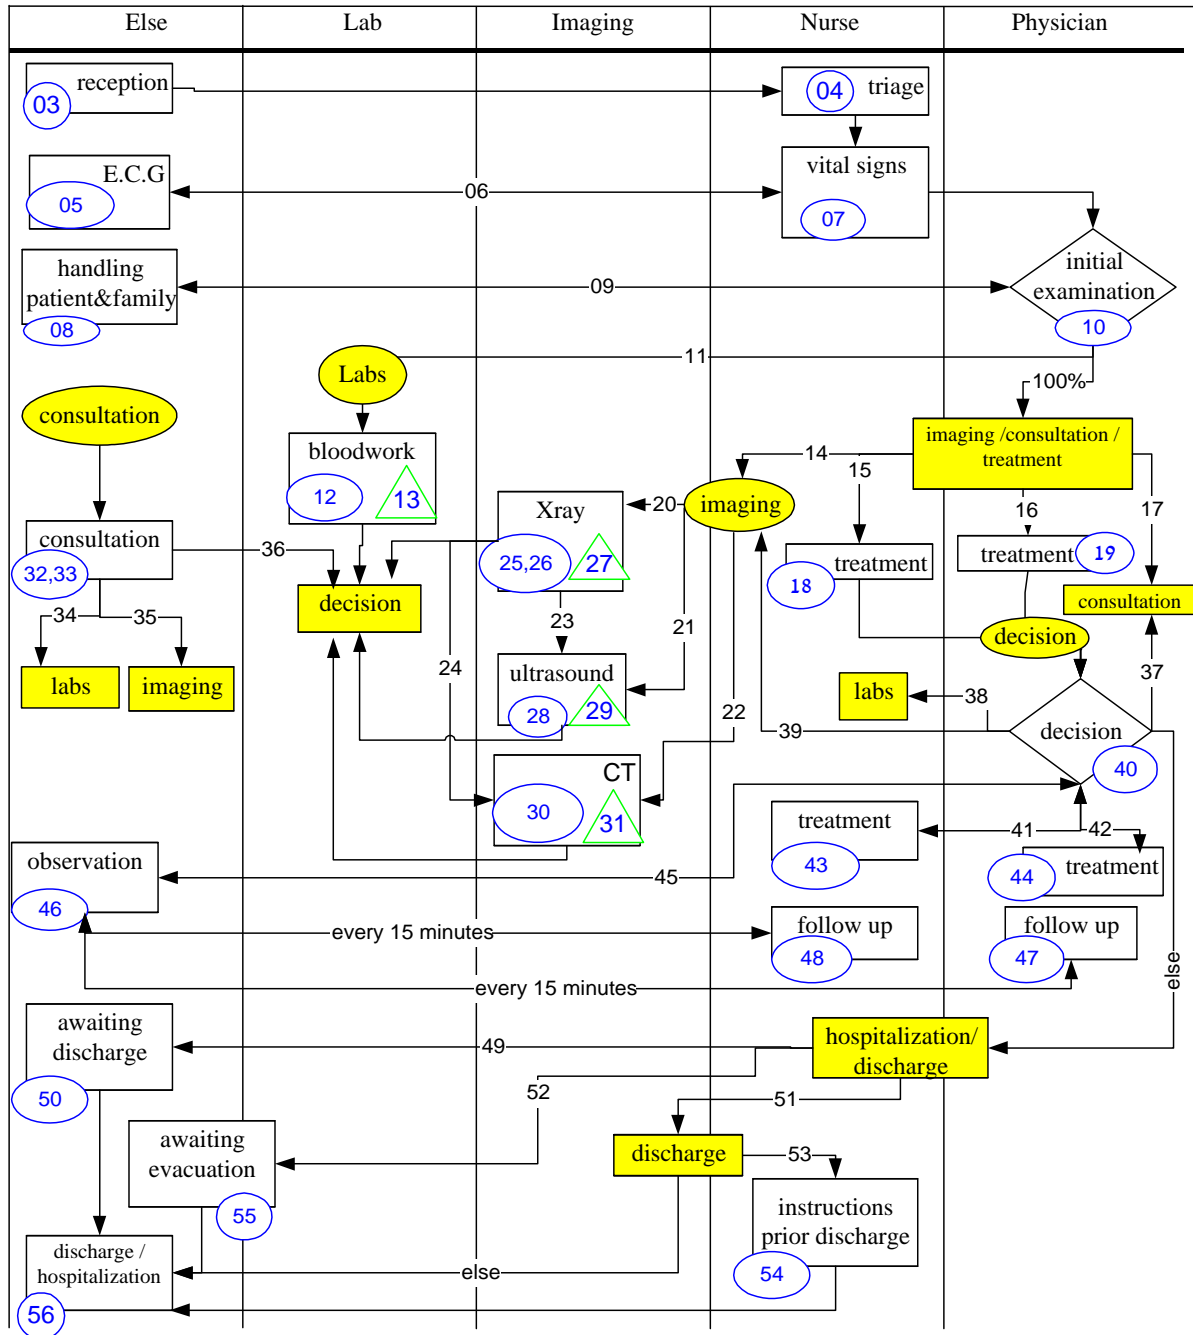 Else Lab Imaging Nurse Physician
reception
03
04 triage
E.C.G
05
06
vital signs
07
handling
patient&family
08
09
initial
examination
10
11
100%
Labs
consultation
bloodwork
12 13
imaging /consultation /
treatment
14
15
16
17
imaging
20
21
22
Xray
25,26 27
23
24
consultation
32,33
36
34
35
labs
imaging
decision
treatment
18
treatment 19
consultation
decision
37
38
39
labs
ultrasound
28 29
decision
40
CT
30 31
treatment
43
41
42
treatment
44
observation
46
45
every 15 minutes
follow up
48
follow up
47
every 15 minutes
else
awaiting
discharge
50
49
hospitalization/
discharge
52
51
awaiting
evacuation
55
discharge
53
instructions
prior discharge
54
else
discharge /
hospitalization
56